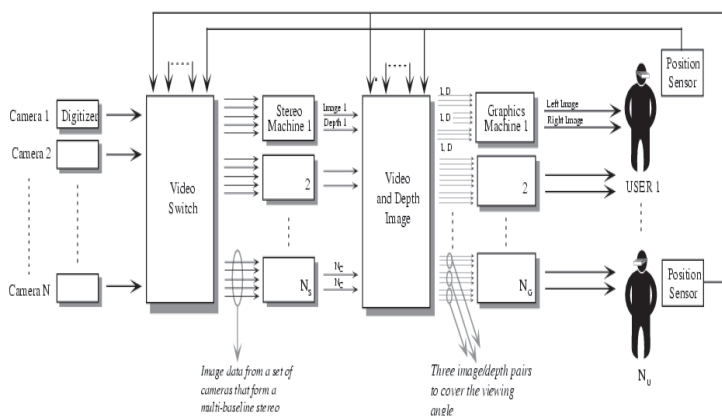 Position
Sensor
Camera 1
Digitizer
Camera 2
Camera N
Video
Switch
Stereo
Machine 1
2
N_S
Image 1
Depth 1
N_C
N_C
Video
and Depth
Image
I, D
I, D
I, D
Graphics
Machine 1
2
N_G
Left Image
Right Image
USER 1
Position
Sensor
N_U
Image data from a set of
cameras that form a
multi-baseline stereo
Three image/depth pairs
to cover the viewing
angle